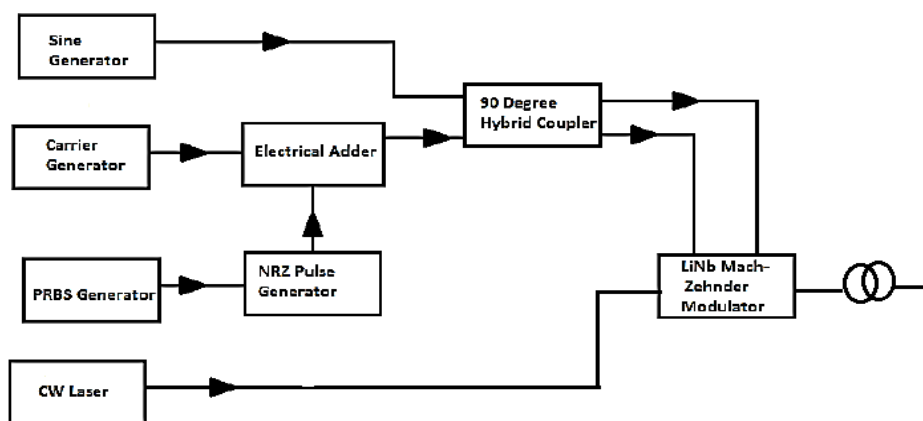 Sine
Generator
90 Degree
Hybrid Coupler
Carrier
Generator
Electrical Adder
PRBS Generator
NRZ Pulse
Generator
LiNb Mach-
Zehnder
Modulator
CW Laser